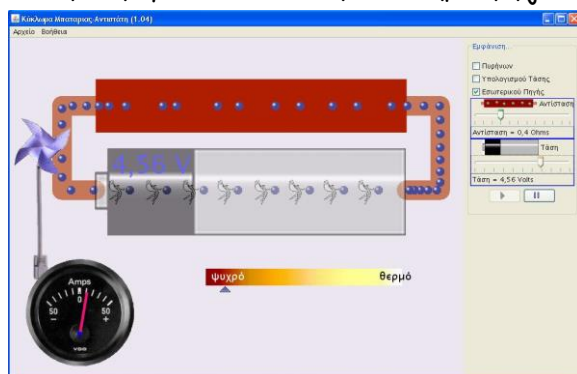 Κύκλωμα Μπαταρίας-Αντιστάτη (1.04)
Αρχείο Βοήθεια
Εμφάνιση...
Πυρήνων
Υπολογισμού Τάσης
Εσωτερικού Πηγής
Αντίσταση
Αντίσταση = 0,4 Ohms
Τάση
Τάση = 4,56 Volts
4,56 V
ψυχρό θερμό
Amps
0
50 50
- +
VDO